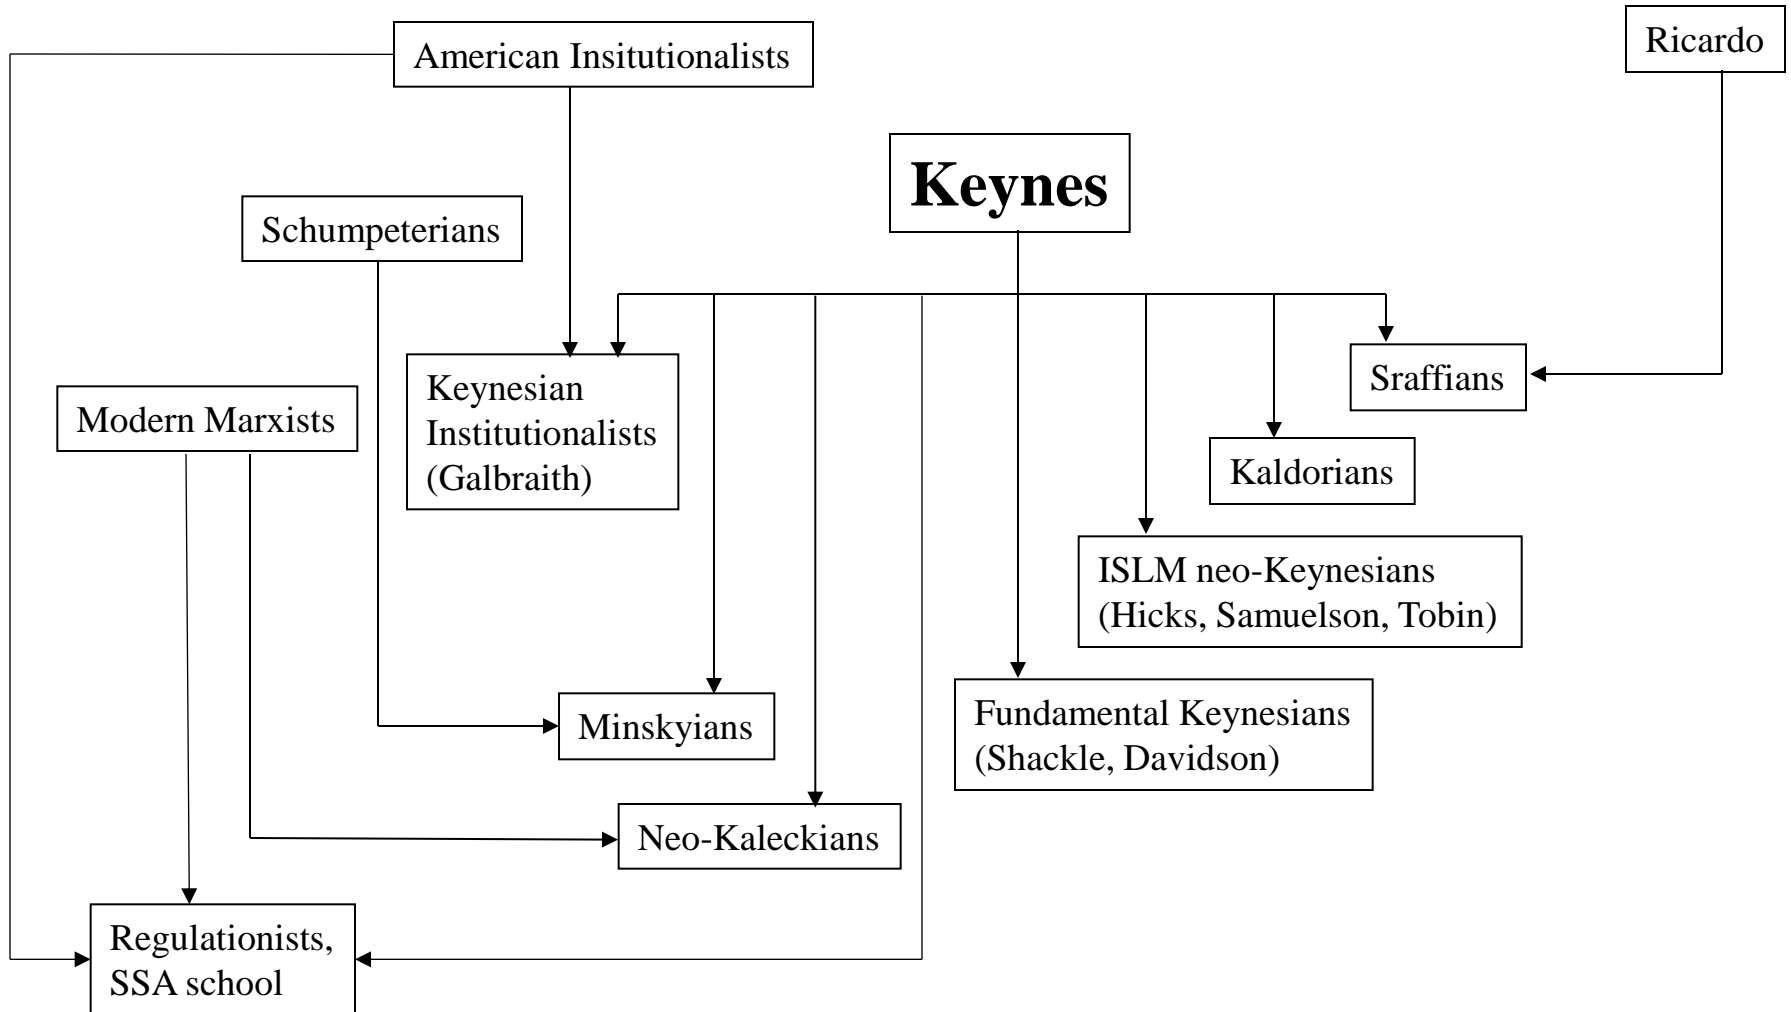 American Insitutionalists
Ricardo
Keynes
Schumpeterians
Keynesian
Institutionalists
(Galbraith)
Sraffians
Modern Marxists
Kaldorians
ISLM neo-Keynesians
(Hicks, Samuelson, Tobin)
Minskyians
Fundamental Keynesians
(Shackle, Davidson)
Neo-Kaleckians
Regulationists,
SSA school